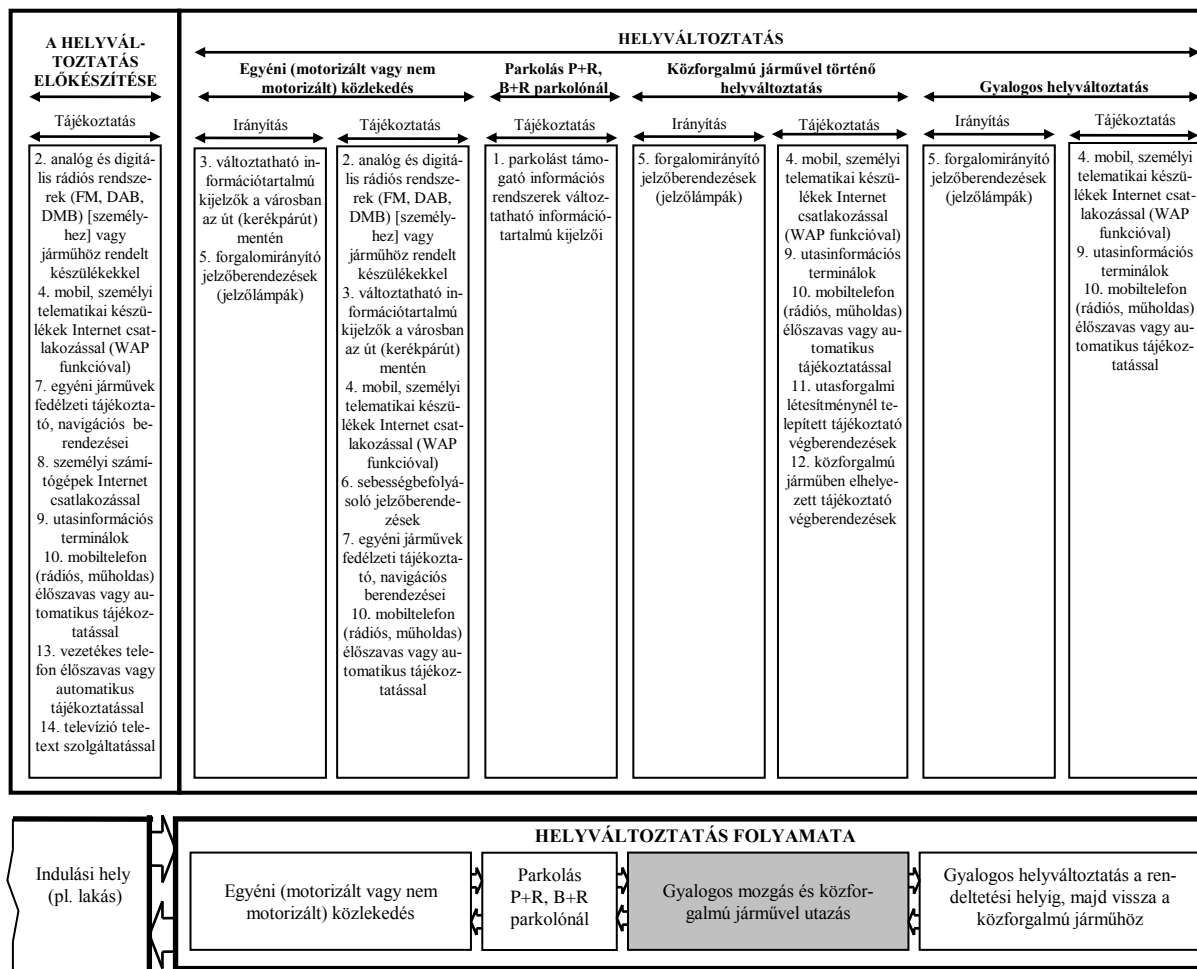 A HELYVÁL-
TOZTATÁS
ELŐKÉSZÍTÉSE
Tájékoztatás
2. analóg és digitá-
lis rádiós rendsze-
rek (FM, DAB,
DMB) [személy-
hez] vagy
járműhöz rendelt
készülékekkel
4. mobil, személyi
telematikai készü-
lékek Internet csat-
lakozással (WAP
funkcióval)
7. egyéni járművek
fedélzeti tájékozta-
tó, navigációs be-
rendezései
8. személyi számí-
tógépek Internet
csatlakozással
9. utasinformációs
terminálok
10. mobiltelefon
(rádiós, műholdas)
élőszavas vagy au-
tomatikus tájékoz-
tatással
13. vezetékes tele-
fon élőszavas vagy
automatikus
tájékoztatással
14. televízió tele-
text szolgáltatással
HELYVÁLTOZTATÁS
Egyéni (motorizált vagy nem
motorizált) közlekedés
Irányítás
3. változtatható in-
formációtartalmú
kijelzők a városban
az út (kerékpárút)
mentén
5. forgalomirányító
jelzőberendezések
(jelzőlámpák)
Tájékoztatás
2. analóg és digitá-
lis rádiós rendsze-
rek (FM, DAB,
DMB) [személy-
hez] vagy
járműhöz rendelt
készülékekkel
3. változtatható in-
formációtartalmú
kijelzők a városban
az út (kerékpárút)
mentén
4. mobil, személyi
telematikai készü-
lékek Internet csat-
lakozással (WAP
funkcióval)
6. sebességbefolyá-
soló jelzőberende-
zések
7. egyéni járművek
fedélzeti tájékozta-
tó, navigációs
berendezései
10. mobiltelefon
(rádiós, műholdas)
élőszavas vagy au-
tomatikus tájékoz-
tatással
Parkolás P+R,
B+R parkolónál
Tájékoztatás
1. parkolást támo-
gató információs
rendszerek változ-
tatható információ-
tartalmú kijelzői
Közforgalmú járművel történő
helyváltoztatás
Irányítás
5. forgalomirányító
jelzőberendezések
(jelzőlámpák)
Tájékoztatás
4. mobil, személyi
telematikai készü-
lékek Internet
csatlakozással
(WAP funkcióval)
9. utasinformációs
terminálok
10. mobiltelefon
(rádiós, műholdas)
élőszavas vagy au-
tomatikus
tájékoztatással
11. utasforgalmi
létesítménynél te-
lepített tájékoztató
végberendezések
12. közforgalmú
járműben elhelye-
zett tájékoztató
végberendezések
Gyalogos helyváltoztatás
Irányítás
5. forgalomirányító
jelzőberendezések
(jelzőlámpák)
Tájékoztatás
4. mobil, személyi
telematikai készü-
lékek Internet csat-
lakozással (WAP
funkcióval)
9. utasinformációs
terminálok
10. mobiltelefon
(rádiós, műholdas)
élőszavas vagy au-
tomatikus tájékoz-
tatással
Indulási hely
(pl. lakás)
HELYVÁLTOZTATÁS FOLYAMATA
Egyéni (motorizált vagy nem
motorizált) közlekedés
Parkolás
P+R, B+R
parkolónál
Gyalogos mozgás és közfor-
galmú járművel utazás
Gyalogos helyváltoztatás a ren-
deltetési helyig, majd vissza a
közforgalmú járműhöz